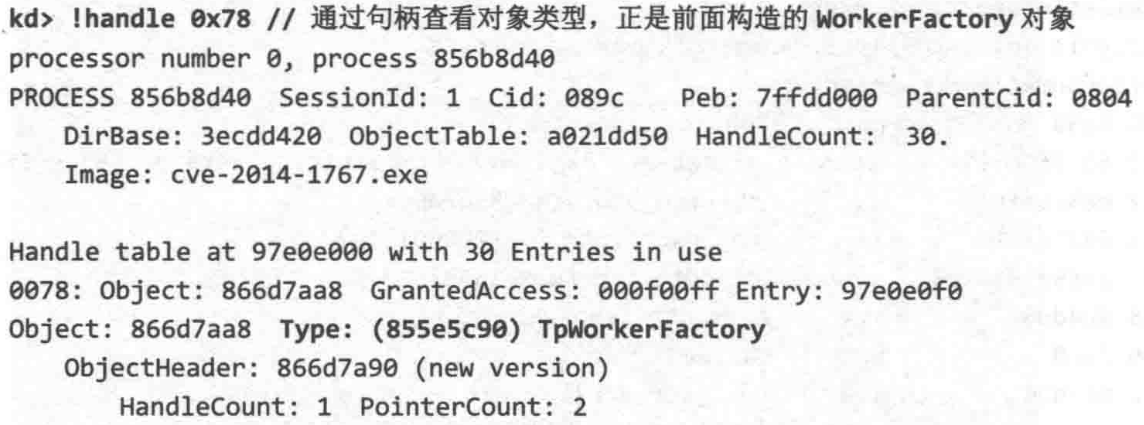 kd> !handle 0x78 // 通过句柄查看对象类型，正是前面构造的 WorkerFactory 对象
processor number 0, process 856b8d40
PROCESS 856b8d40 SessionId: 1 Cid: 089c Peb: 7ffdd000 ParentCid: 0804
DirBase: 3ecdd420 ObjectTable: a021dd50 HandleCount: 30.
Image: cve-2014-1767.exe
Handle table at 97e0e000 with 30 Entries in use
0078: Object: 866d7aa8 GrantedAccess: 000f00ff Entry: 97e0e0f0
Object: 866d7aa8 Type: (855e5c90) TpWorkerFactory
ObjectHeader: 866d7a90 (new version)
HandleCount: 1 PointerCount: 2